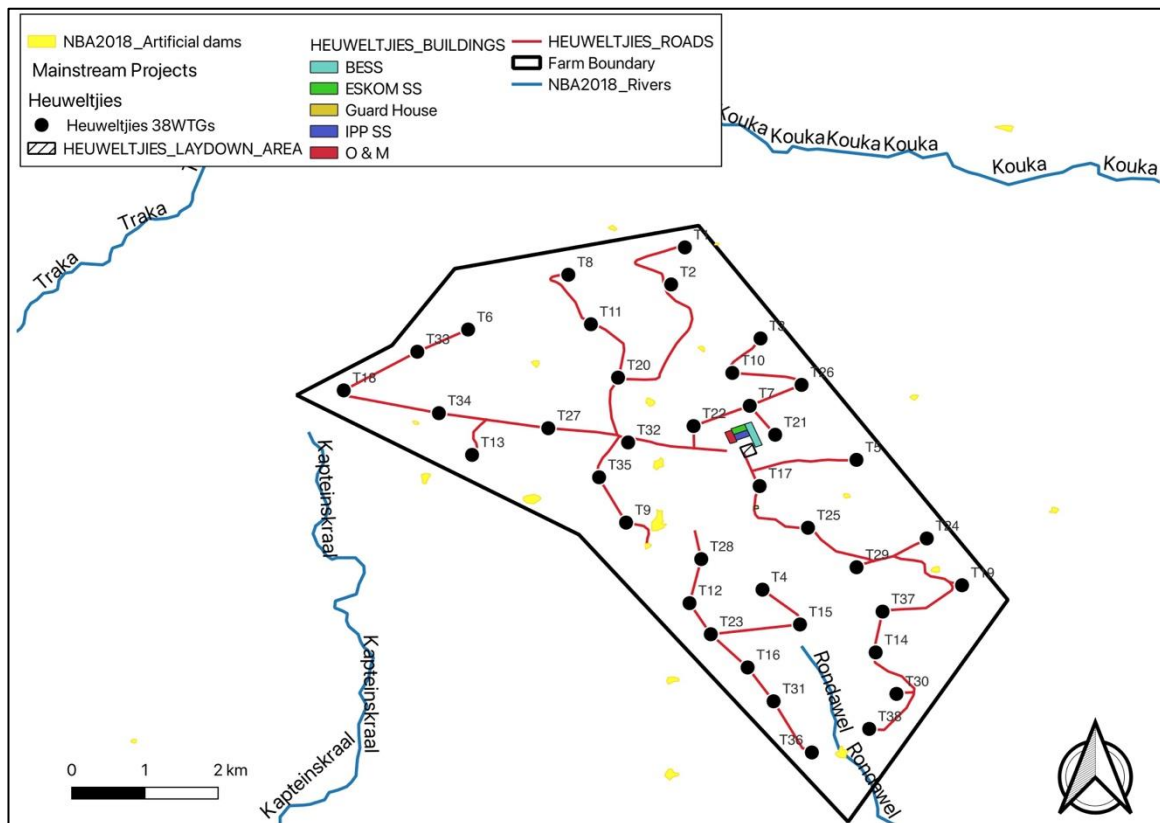 NBA2018_Artificial dams
Mainstream Projects
Heuweltjies
Heuweltjies 38WTGs
HEUWELTJIES_LAYDOWN_AREA
HEUWELTJIES_BUILDINGS
BESS
ESKOM SS
Guard House
IPP SS
O & M
HEUWELTJIES_ROADS
Farm Boundary
NBA2018_Rivers
Kouka
Kouka
Kouka
Kouka
Kouka
Kouka
Traka
Traka
T1
T2
T8
T11
T6
T33
T18
T3
T10
T26
T20
T7
T34
T27
T22
T21
T32
T13
T5
T35
T17
T9
T25
T24
T28
T29
T19
T4
T12
T37
T15
T23
T14
T16
T30
T31
T38
T36
Kapteinskraal
Kapteinskraal
Kapteinskraal
Rondawel
Rondawel
0 1 2 km